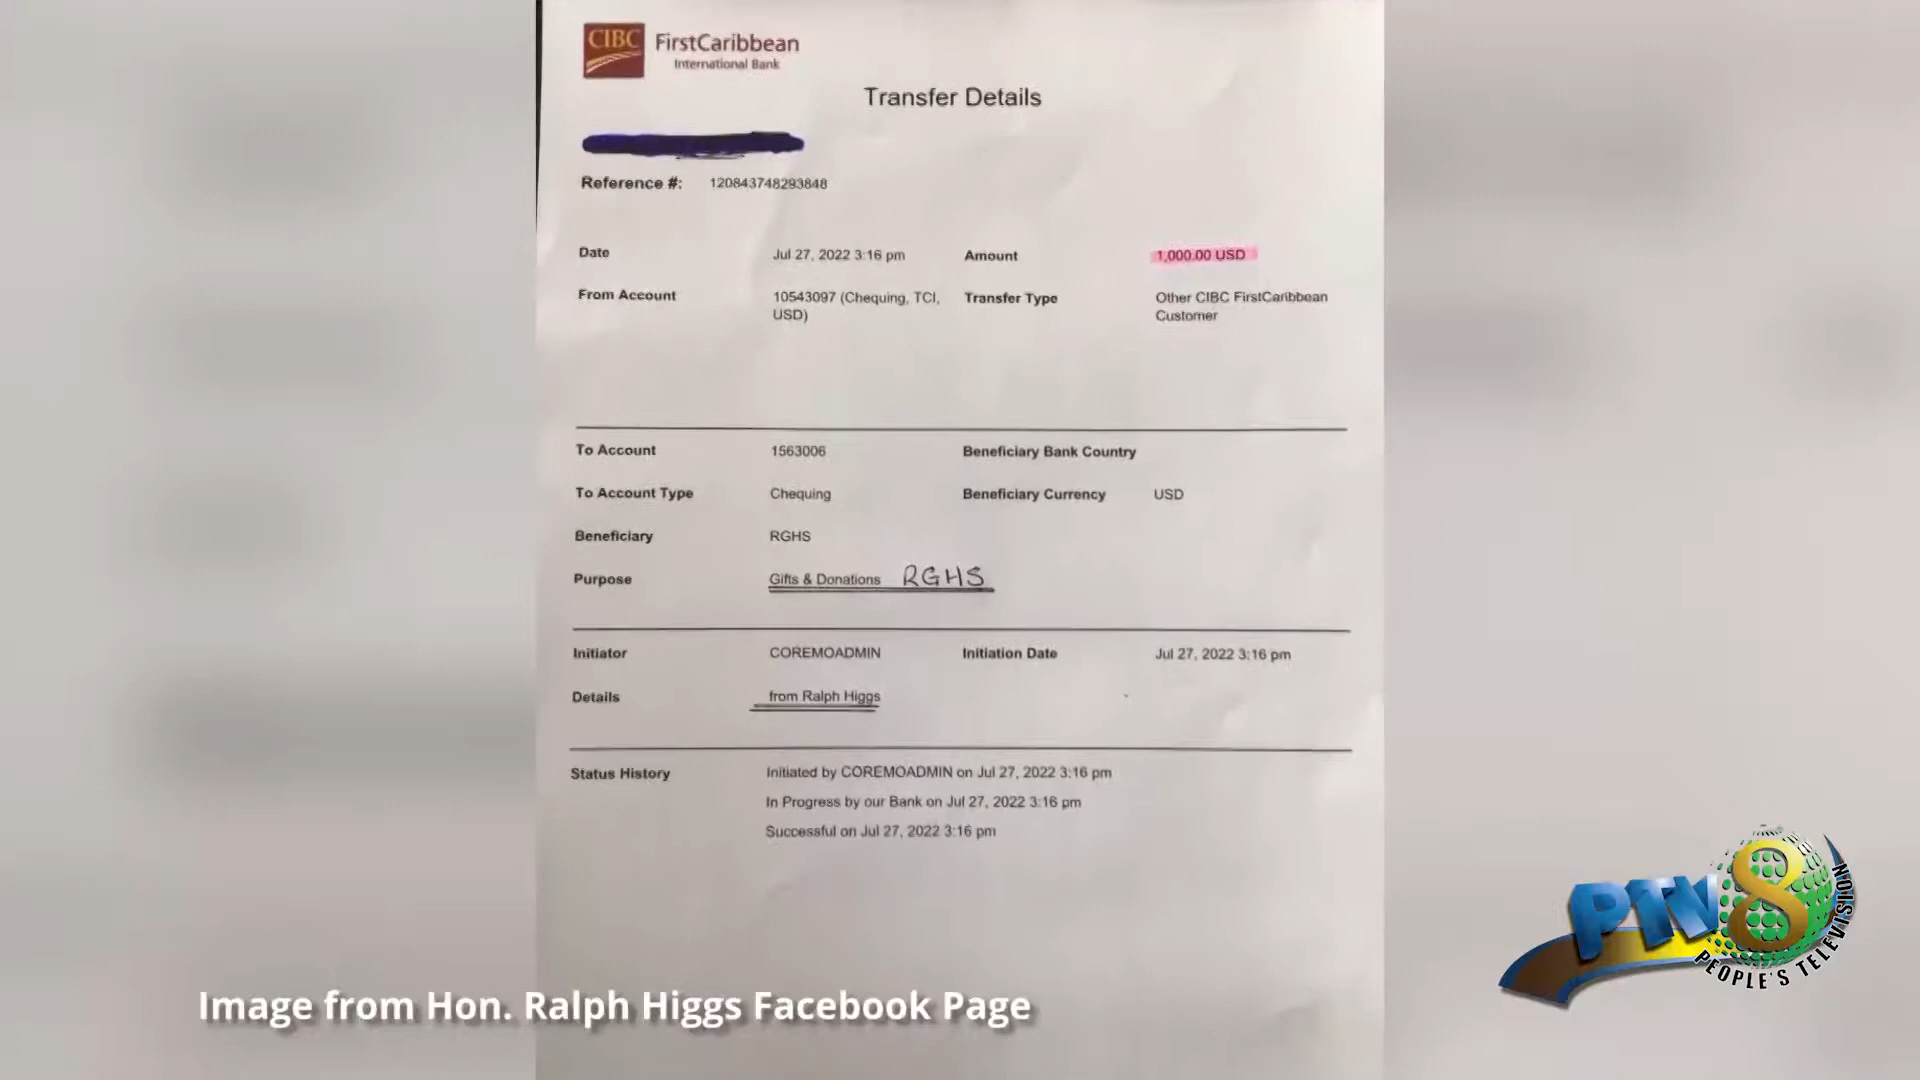 CIBC FirstCaribbean
International Bank
Transfer Details
Reference #: 120843748293848
Date Jul 27, 2022 3:16 pm Amount 1,000.00 USD
From Account 10543097 (Chequing, TCI, USD) Transfer Type Other CIBC FirstCaribbean Customer
To Account 1563006 Beneficiary Bank Country
To Account Type Chequing Beneficiary Currency USD
Beneficiary RGHS
Purpose Gifts & Donations RGHS
Initiator COREMOADMIN Initiation Date Jul 27, 2022 3:16 pm
Details from Ralph Higgs
Status History Initiated by COREMOADMIN on Jul 27, 2022 3:16 pm
In Progress by our Bank on Jul 27, 2022 3:16 pm
Successful on Jul 27, 2022 3:16 pm
PTV8
PEOPLE'S TELEVISION
Image from Hon. Ralph Higgs Facebook Page